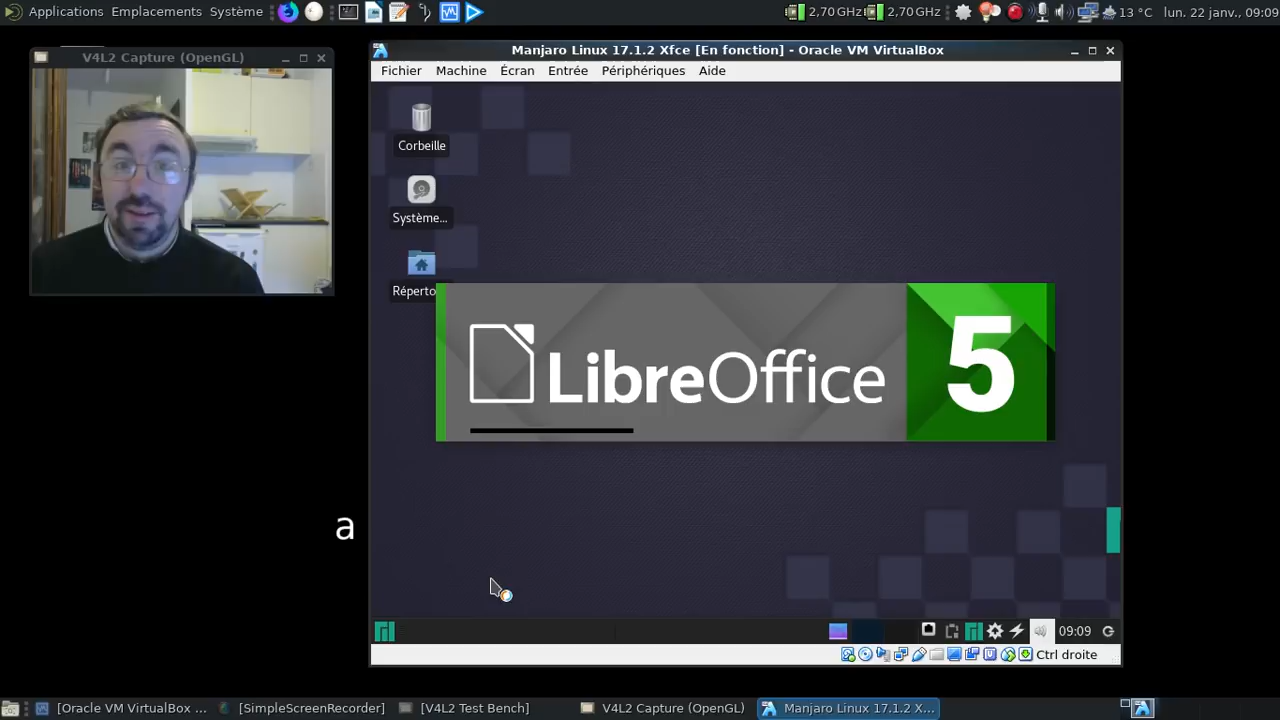 Applications Emplacements Système
2,70 GHz 2,70 GHz 13 °C lun. 22 janv., 09:09
V4L2 Capture (OpenGL)
Manjaro Linux 17.1.2 Xfce [En fonction] - Oracle VM VirtualBox
Fichier Machine Écran Entrée Périphériques Aide
Corbeille
Système...
Réperto
LibreOffice 5
a
09:09
Ctrl droite
[Oracle VM VirtualBox ... [SimpleScreenRecorder] [V4L2 Test Bench] V4L2 Capture (OpenGL) Manjaro Linux 17.1.2 X...